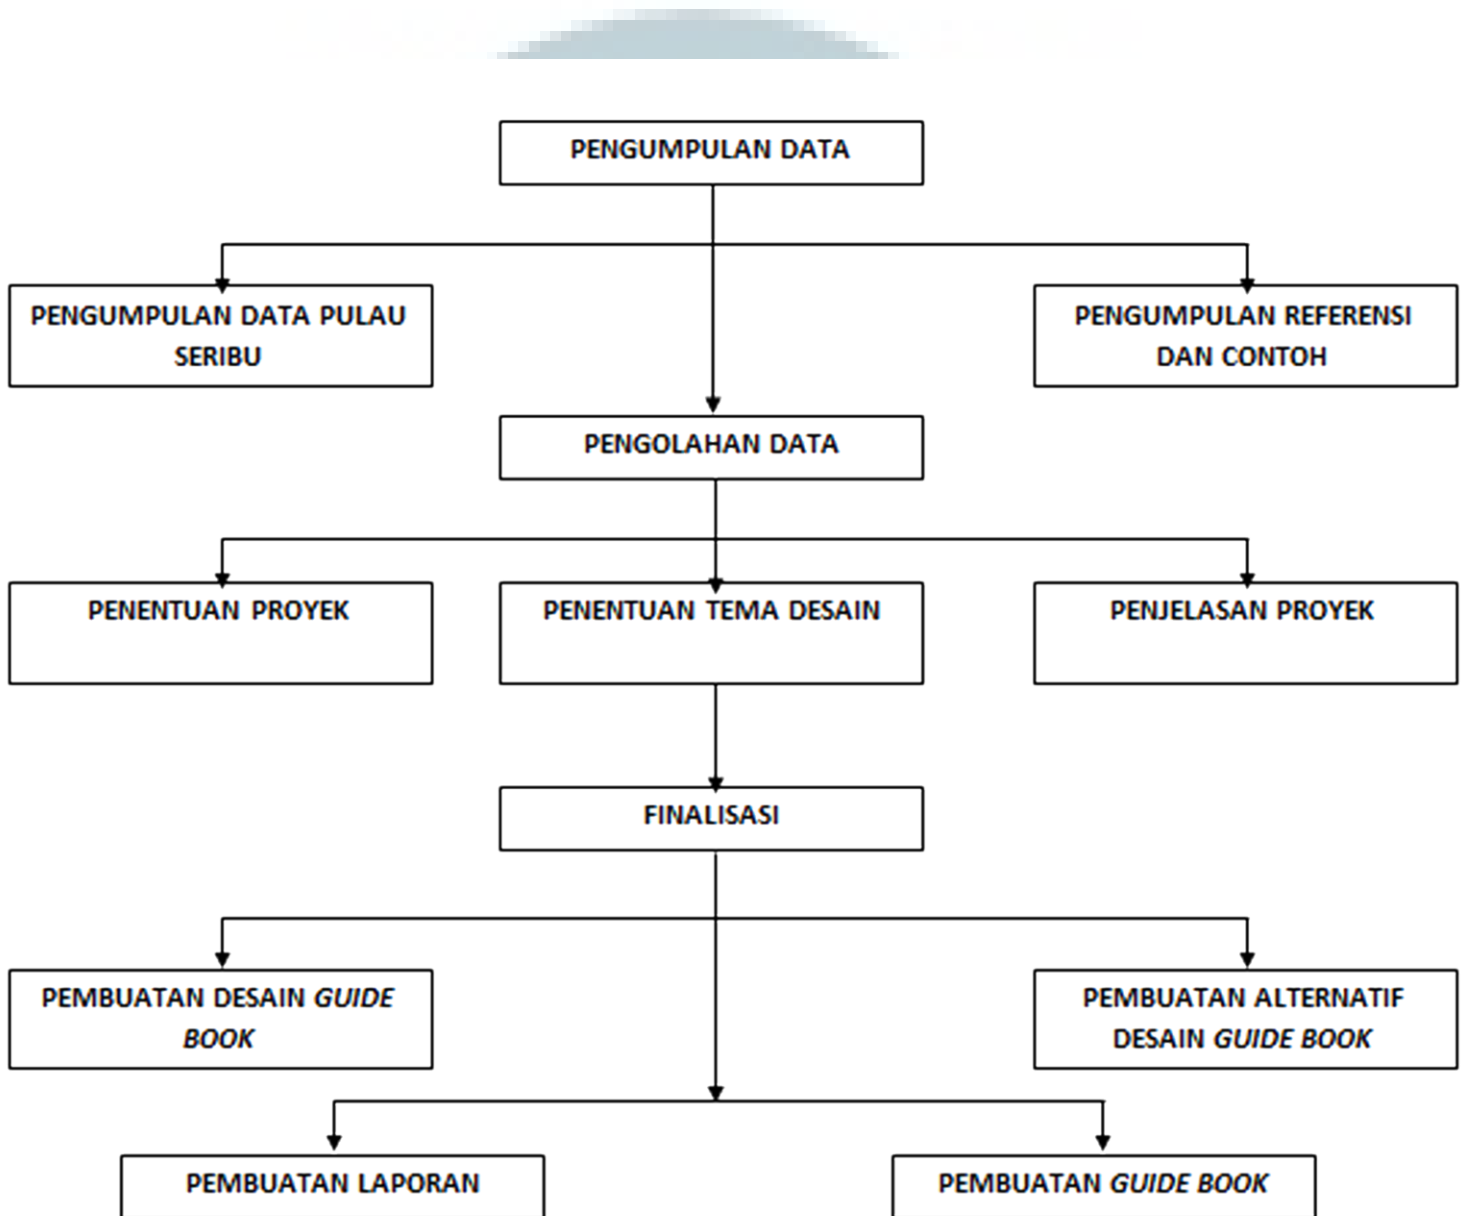 PENGUMPULAN DATA
PENGUMPULAN DATA PULAU
SERIBU
PENGUMPULAN REFERENSI
DAN CONTOH
PENGOLAHAN DATA
PENENTUAN PROYEK
PENENTUAN TEMA DESAIN
PENJELASAN PROYEK
FINALISASI
PEMBUATAN DESAIN GUIDE
BOOK
PEMBUATAN ALTERNATIF
DESAIN GUIDE BOOK
PEMBUATAN LAPORAN
PEMBUATAN GUIDE BOOK